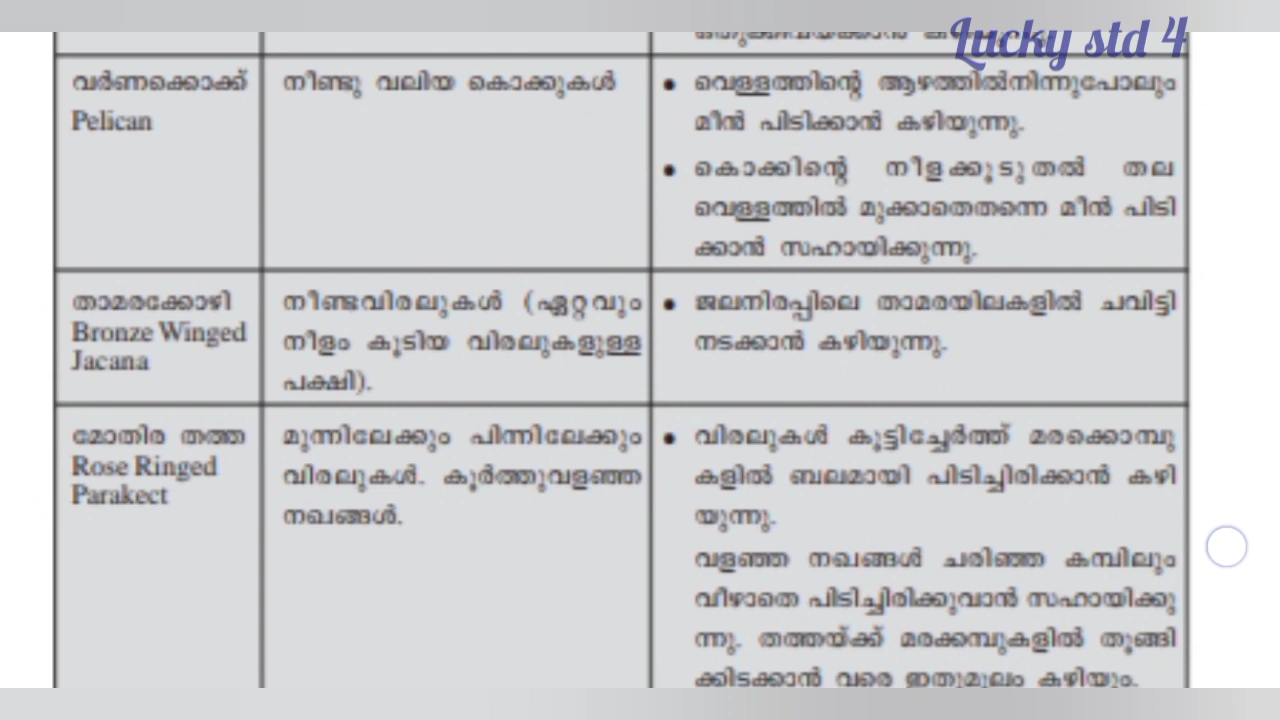 Lucky std 4
വർണക്കൊക്ക്
Pelican
നീണ്ടു വലിയ കൊക്കുകൾ
• വെള്ളത്തിന്റെ ആഴത്തിൽനിന്നുപോലും
മീൻ പിടിക്കാൻ കഴിയുന്നു.
• കൊക്കിന്റെ നീളക്കൂടുതൽ തല
വെള്ളത്തിൽ മുക്കാതെതന്നെ മീൻ പിടി
ക്കാൻ സഹായിക്കുന്നു.
താമരക്കോഴി
Bronze Winged
Jacana
നീണ്ടവിരലുകൾ (ഏറ്റവും
നീളം കൂടിയ വിരലുകളുള്ള
പക്ഷി).
• ജലനിരപ്പിലെ താമരയിലകളിൽ ചവിട്ടി
നടക്കാൻ കഴിയുന്നു.
മോതിര തത്ത
Rose Ringed
Parakect
മുന്നിലേക്കും പിന്നിലേക്കും
വിരലുകൾ. കൂർത്തുവളഞ്ഞ
നഖങ്ങൾ.
• വിരലുകൾ കൂട്ടിച്ചേർത്ത് മരക്കൊമ്പു
കളിൽ ബലമായി പിടിച്ചിരിക്കാൻ കഴി
യുന്നു.
വളഞ്ഞ നഖങ്ങൾ ചരിഞ്ഞ കമ്പിലും
വീഴാതെ പിടിച്ചിരിക്കുവാൻ സഹായിക്കു
ന്നു. തത്തയ്ക്ക് മരക്കമ്പുകളിൽ തൂങ്ങി
ക്കിടക്കാൻ വരെ ഇതുമൂലം കഴിയും.